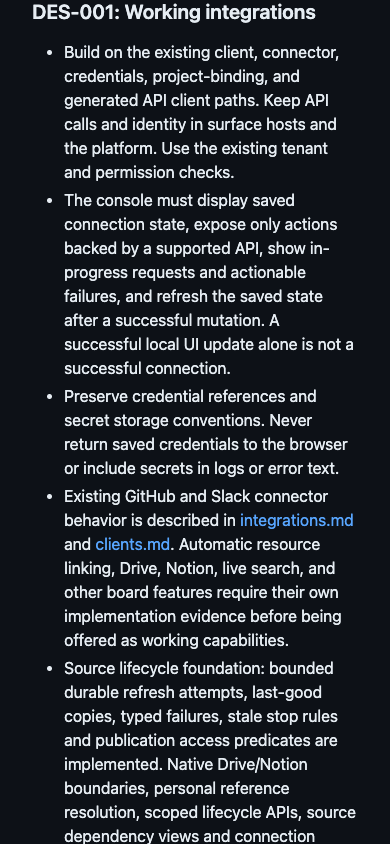 DES-001: Working integrations
• Build on the existing client, connector,
credentials, project-binding, and
generated API client paths. Keep API
calls and identity in surface hosts and
the platform. Use the existing tenant
and permission checks.
• The console must display saved
connection state, expose only actions
backed by a supported API, show in-
progress requests and actionable
failures, and refresh the saved state
after a successful mutation. A
successful local UI update alone is not a
successful connection.
• Preserve credential references and
secret storage conventions. Never
return saved credentials to the browser
or include secrets in logs or error text.
• Existing GitHub and Slack connector
behavior is described in integrations.md
and clients.md. Automatic resource
linking, Drive, Notion, live search, and
other board features require their own
implementation evidence before being
offered as working capabilities.
• Source lifecycle foundation: bounded
durable refresh attempts, last-good
copies, typed failures, stale stop rules
and publication access predicates are
implemented. Native Drive/Notion
boundaries, personal reference
resolution, scoped lifecycle APIs, source
dependency views and connection